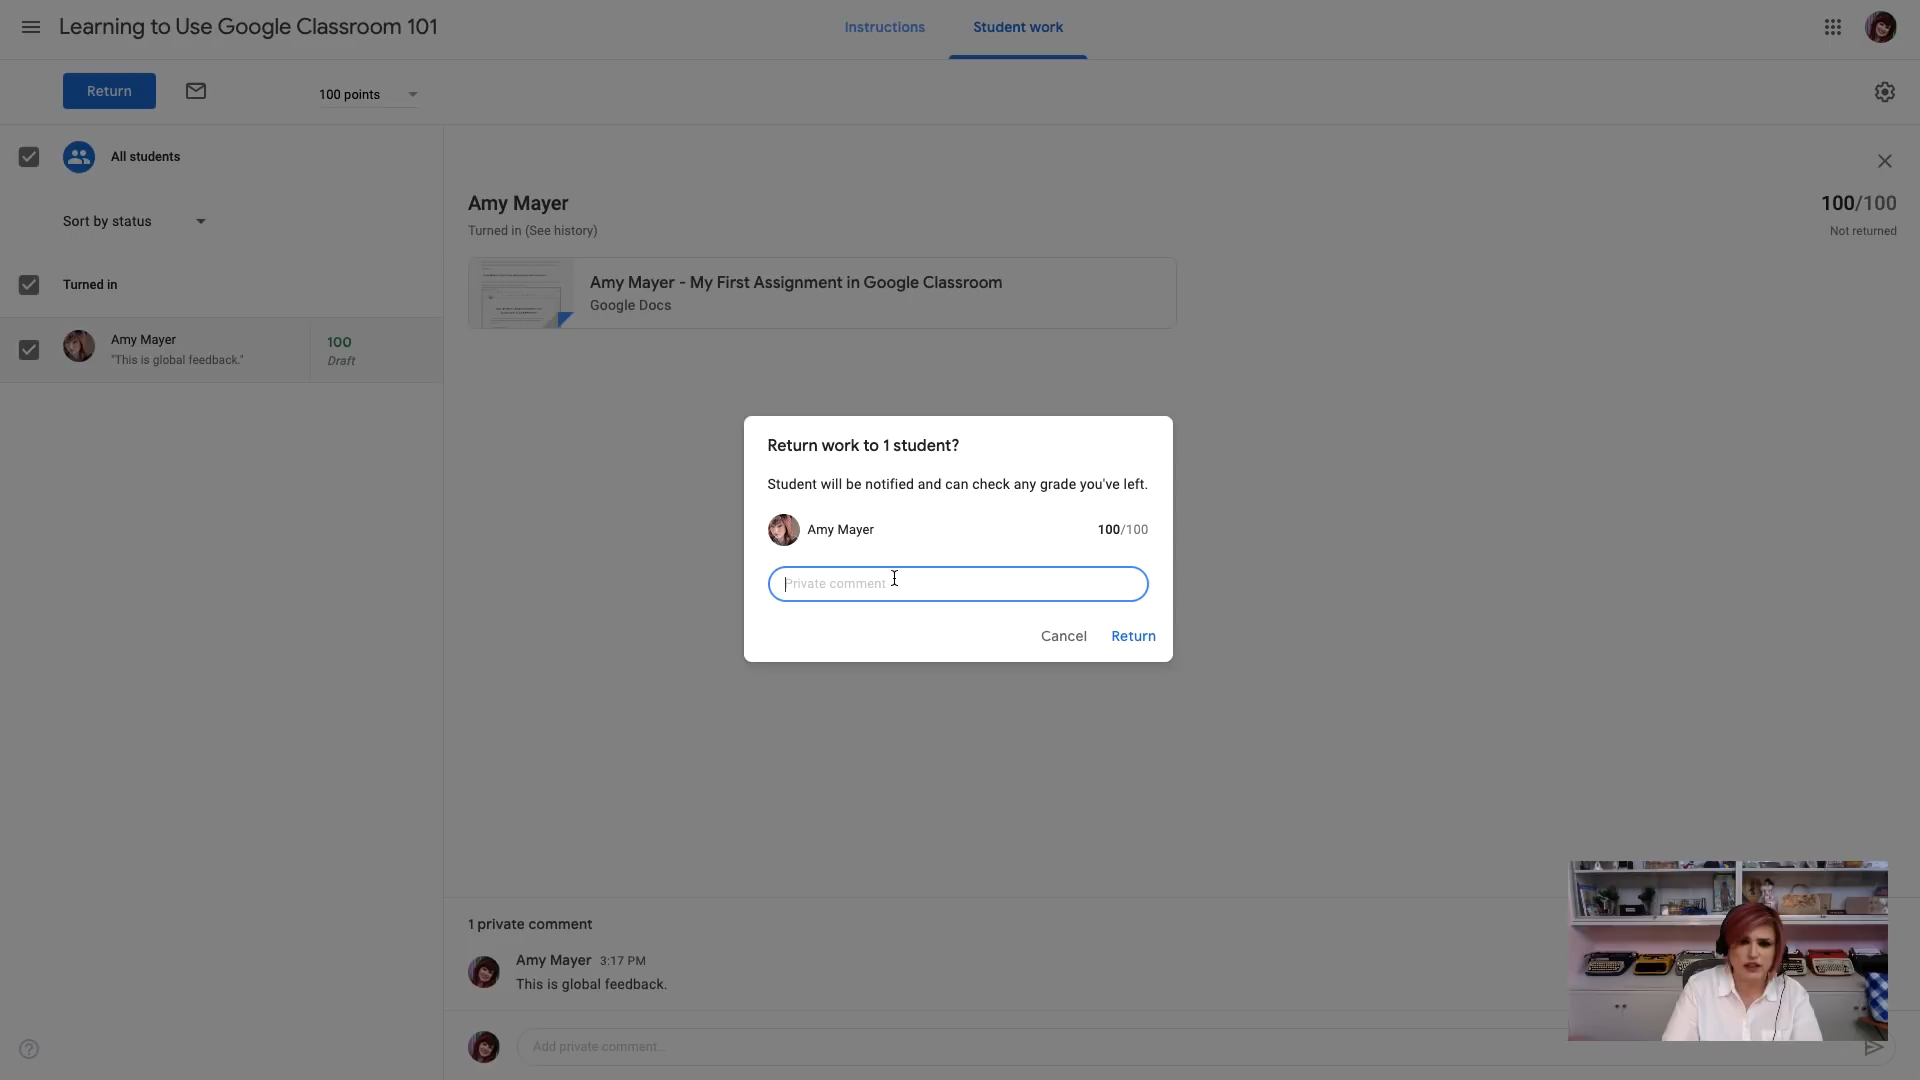 Learning to Use Google Classroom 101
Instructions
Student work
Return
100 points
All students
Sort by status
Turned in
Amy Mayer
"This is global feedback."
100
Draft
Amy Mayer
Turned in (See history)
100/100
Not returned
Amy Mayer - My First Assignment in Google Classroom
Google Docs
Return work to 1 student?
Student will be notified and can check any grade you've left.
Amy Mayer
100/100
Private comment
Cancel
Return
1 private comment
Amy Mayer 3:17 PM
This is global feedback.
Add private comment...